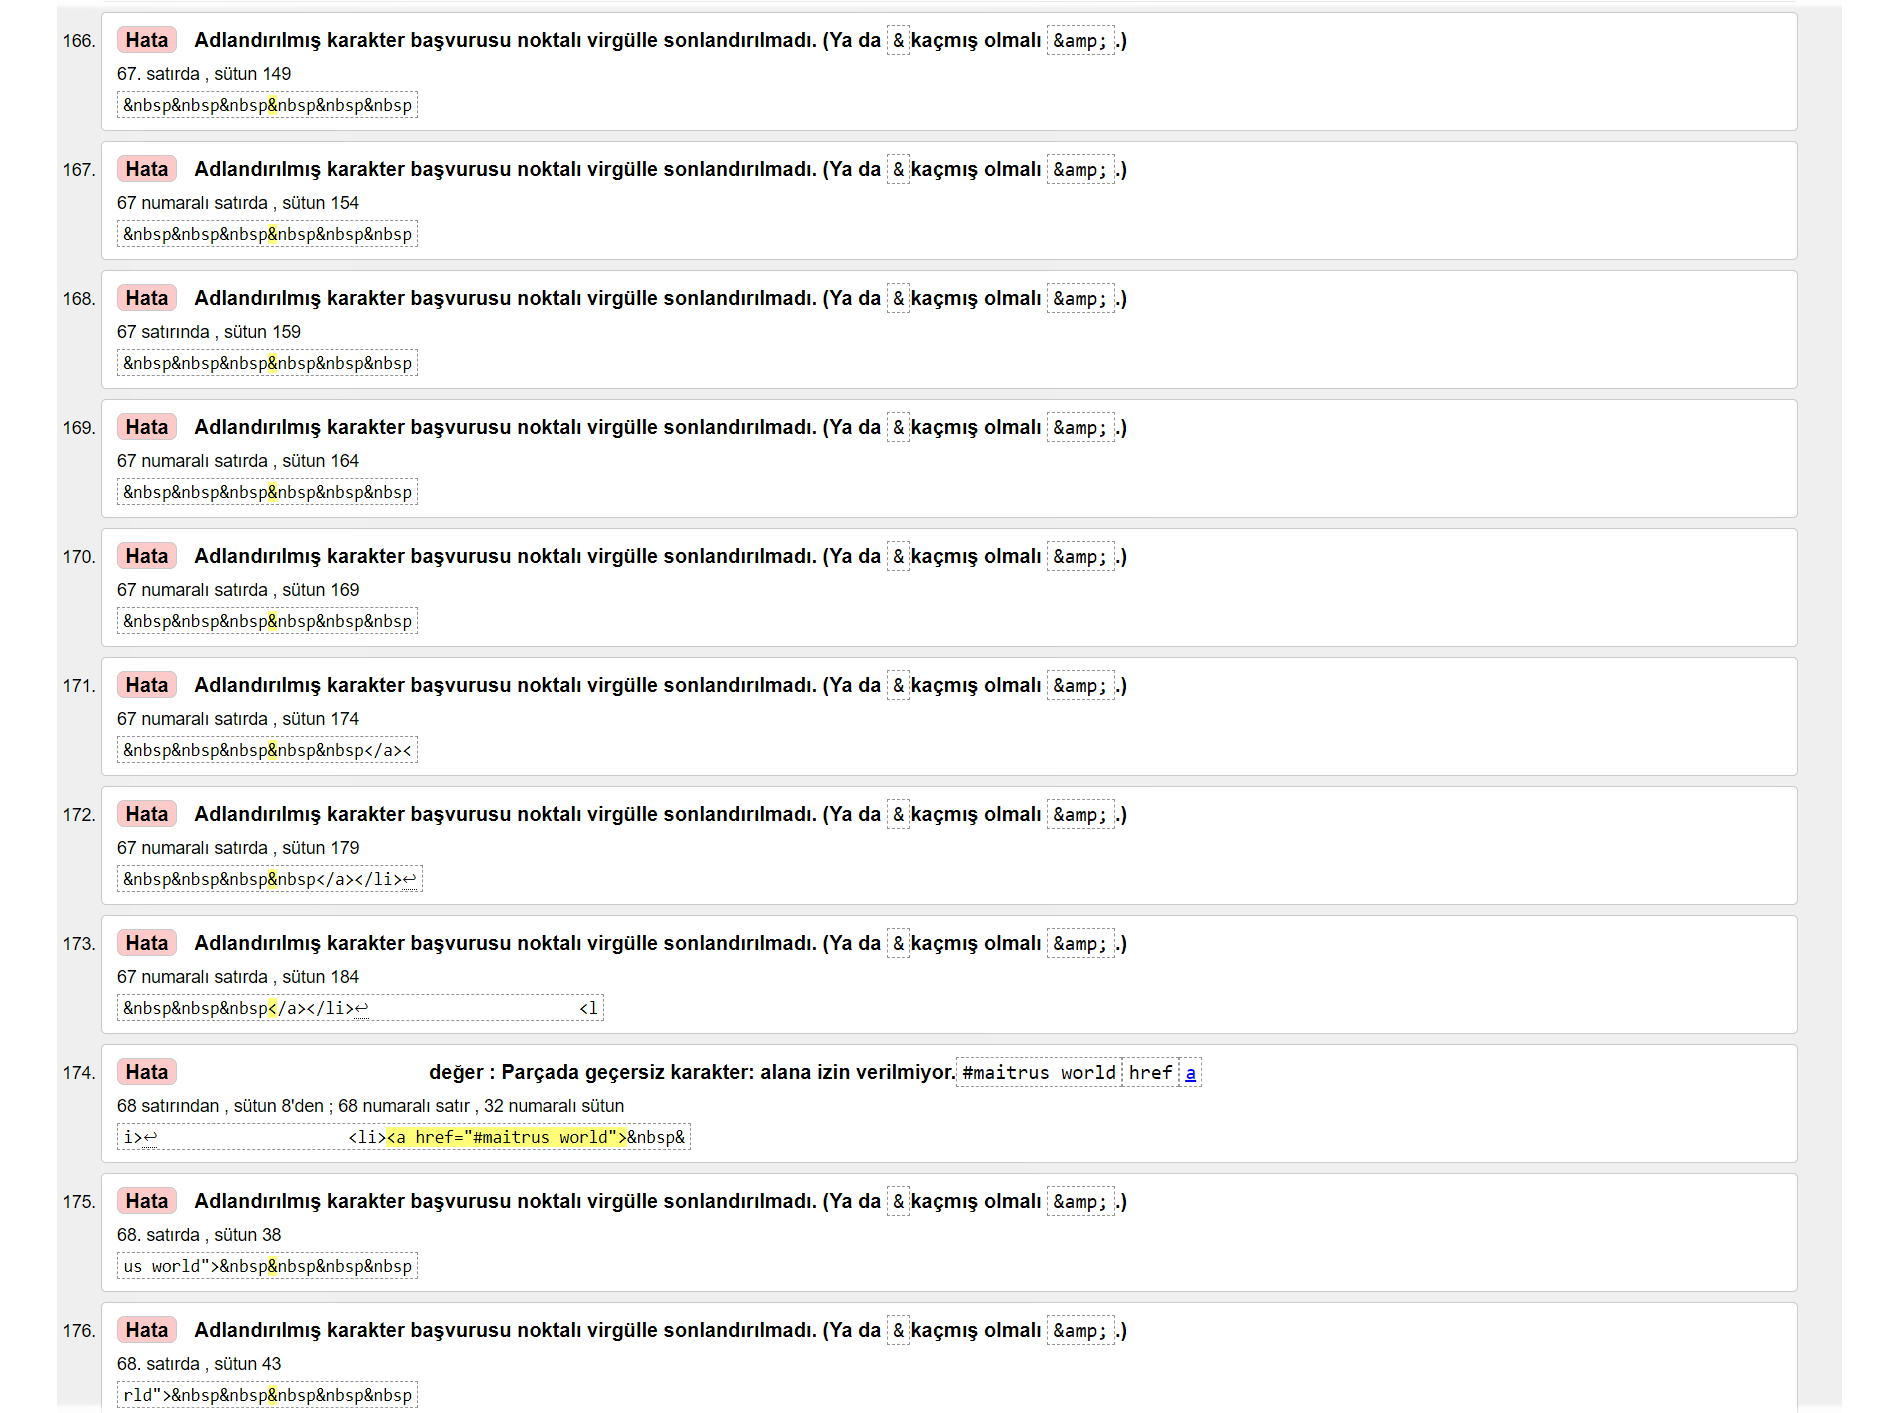 166. Hata Adlandırılmış karakter başvurusu noktalı virgülle sonlandırılmadı. (Ya da & kaçmış olmalı &amp; .)
67. satırda , sütun 149
&nbsp&nbsp&nbsp&nbsp&nbsp&nbsp
167. Hata Adlandırılmış karakter başvurusu noktalı virgülle sonlandırılmadı. (Ya da & kaçmış olmalı &amp; .)
67 numaralı satırda , sütun 154
&nbsp&nbsp&nbsp&nbsp&nbsp&nbsp
168. Hata Adlandırılmış karakter başvurusu noktalı virgülle sonlandırılmadı. (Ya da & kaçmış olmalı &amp; .)
67 satırında , sütun 159
&nbsp&nbsp&nbsp&nbsp&nbsp&nbsp
169. Hata Adlandırılmış karakter başvurusu noktalı virgülle sonlandırılmadı. (Ya da & kaçmış olmalı &amp; .)
67 numaralı satırda , sütun 164
&nbsp&nbsp&nbsp&nbsp&nbsp&nbsp
170. Hata Adlandırılmış karakter başvurusu noktalı virgülle sonlandırılmadı. (Ya da & kaçmış olmalı &amp; .)
67 numaralı satırda , sütun 169
&nbsp&nbsp&nbsp&nbsp&nbsp&nbsp
171. Hata Adlandırılmış karakter başvurusu noktalı virgülle sonlandırılmadı. (Ya da & kaçmış olmalı &amp; .)
67 numaralı satırda , sütun 174
&nbsp&nbsp&nbsp&nbsp&nbsp</a><
172. Hata Adlandırılmış karakter başvurusu noktalı virgülle sonlandırılmadı. (Ya da & kaçmış olmalı &amp; .)
67 numaralı satırda , sütun 179
&nbsp&nbsp&nbsp&nbsp</a></li>↩
173. Hata Adlandırılmış karakter başvurusu noktalı virgülle sonlandırılmadı. (Ya da & kaçmış olmalı &amp; .)
67 numaralı satırda , sütun 184
&nbsp&nbsp&nbsp</a></li>↩ <l
174. Hata değer : Parçada geçersiz karakter: alana izin verilmiyor. #maitrus world href a
68 satırından , sütun 8'den ; 68 numaralı satır , 32 numaralı sütun
i>↩ <li><a href="#maitrus world">&nbsp&
175. Hata Adlandırılmış karakter başvurusu noktalı virgülle sonlandırılmadı. (Ya da & kaçmış olmalı &amp; .)
68. satırda , sütun 38
us world">&nbsp&nbsp&nbsp&nbsp
176. Hata Adlandırılmış karakter başvurusu noktalı virgülle sonlandırılmadı. (Ya da & kaçmış olmalı &amp; .)
68. satırda , sütun 43
rld">&nbsp&nbsp&nbsp&nbsp&nbsp